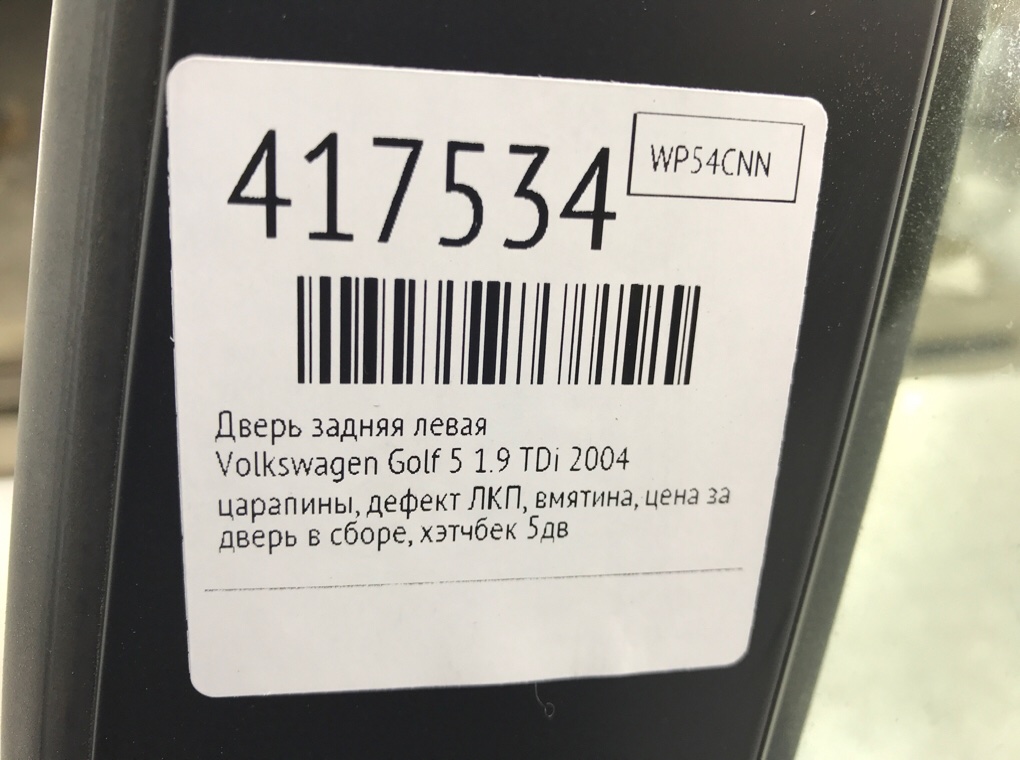 417534
WP54CNN
Дверь задняя левая
Volkswagen Golf 5 1.9 TDi 2004
царапины, дефект ЛКП, вмятина, цена за
дверь в сборе, хэтчбек 5дв